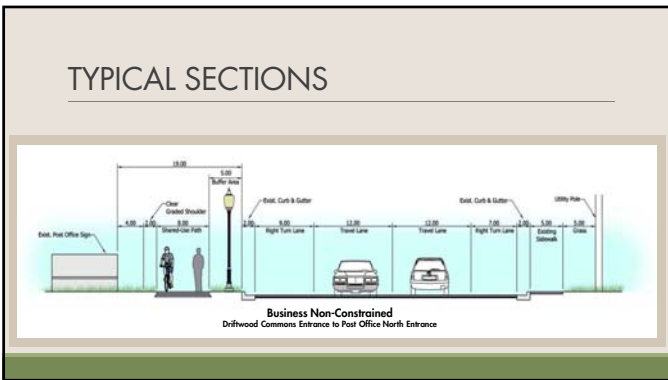 TYPICAL SECTIONS
19.00
5.00
Buffer Area
Clear
Graded Shoulder
Exist. Curb & Gutter
Exist. Curb & Gutter
Utility Pole
4.00 2.00 8.00
Shared-Use Path
2.00 9.00 12.00 12.00 7.00 2.00 5.00 5.00
Right Turn Lane Travel Lane Travel Lane Right Turn Lane Existing Sidewalk Grass
Exist. Post Office Sign
Business Non-Constrained
Driftwood Commons Entrance to Post Office North Entrance